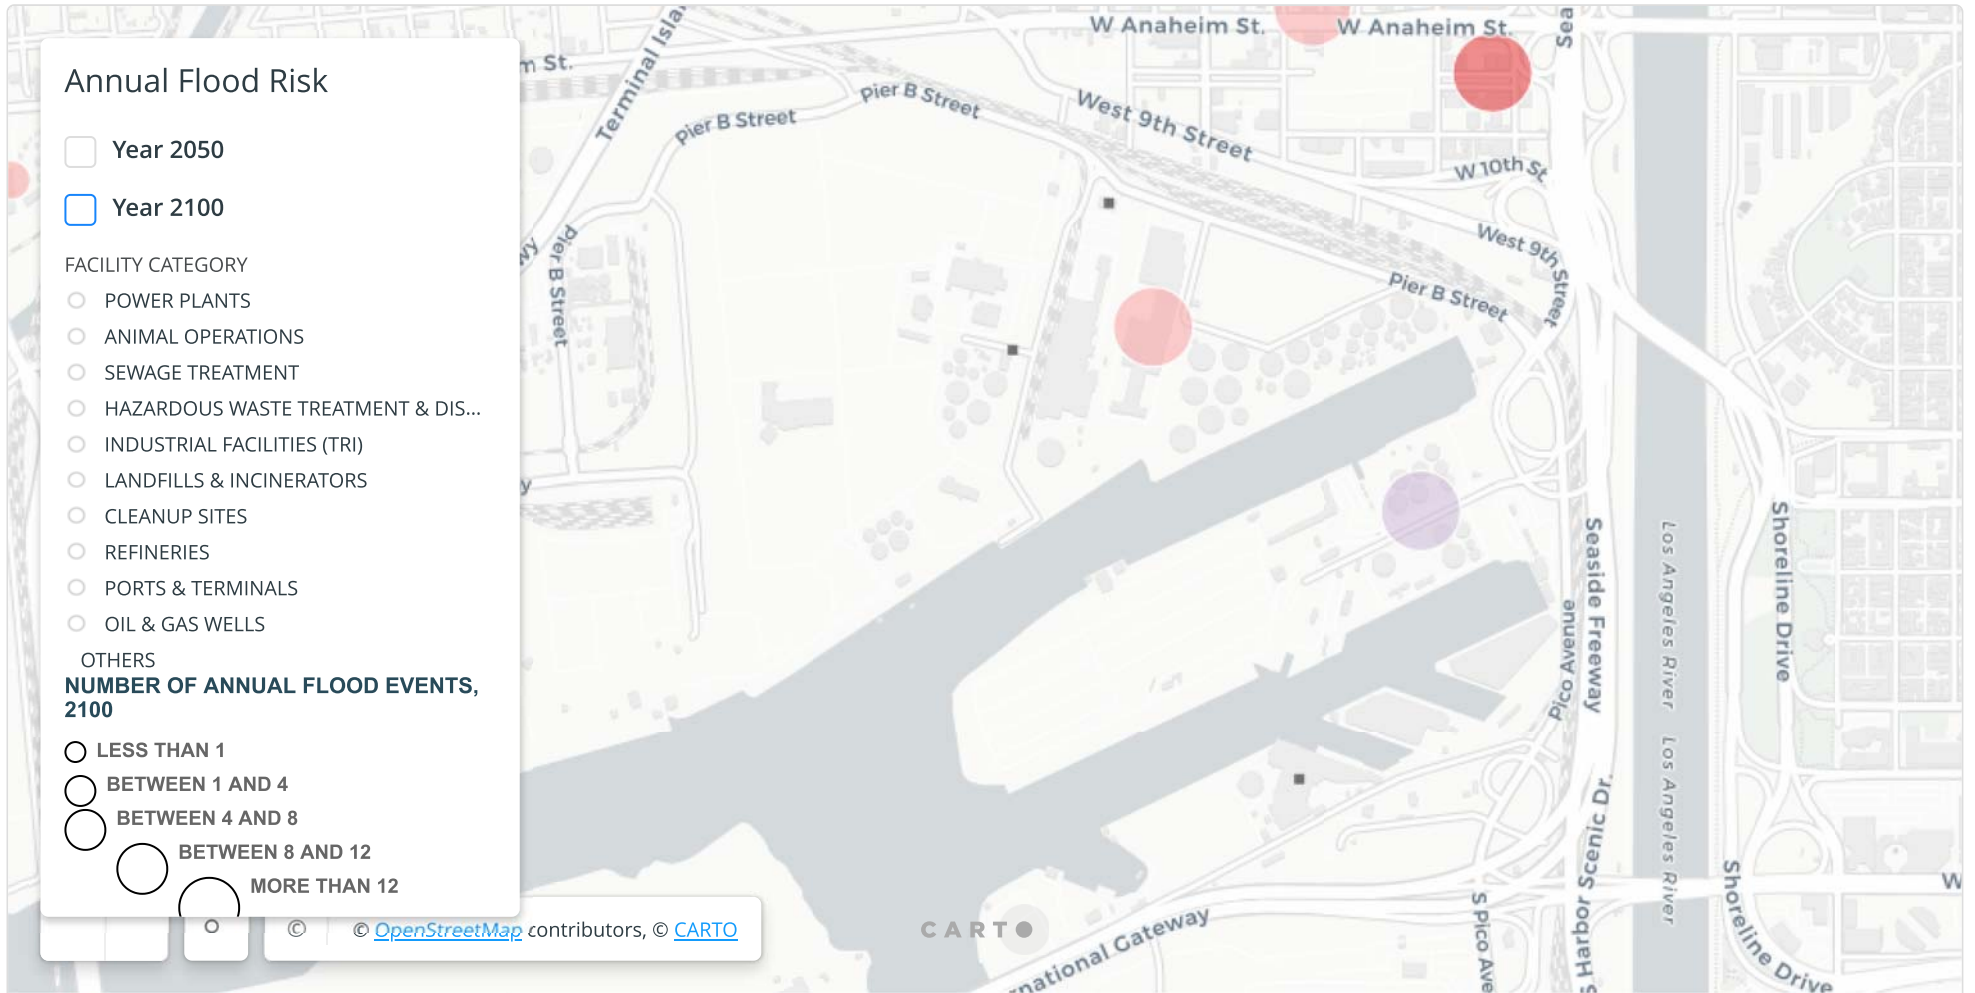 Annual Flood Risk
Year 2050
Year 2100
FACILITY CATEGORY
POWER PLANTS
ANIMAL OPERATIONS
SEWAGE TREATMENT
HAZARDOUS WASTE TREATMENT & DIS...
INDUSTRIAL FACILITIES (TRI)
LANDFILLS & INCINERATORS
CLEANUP SITES
REFINERIES
PORTS & TERMINALS
OIL & GAS WELLS
OTHERS
NUMBER OF ANNUAL FLOOD EVENTS,
2100
LESS THAN 1
BETWEEN 1 AND 4
BETWEEN 4 AND 8
BETWEEN 8 AND 12
MORE THAN 12
©
© OpenStreetMap contributors, © CARTO
CARTO
W Anaheim St.
W Anaheim St.
Sea
m St.
Terminal Isla
Pier B Street
Pier B Street
West 9th Street
W 10th St
West 9th Street
Pier B Street
Pier B Street
wy
y
Seaside Freeway
Los Angeles River
Los Angeles River
Shoreline Drive
Pico Avenue
S Harbor Scenic Dr.
S Pico Ave
Shoreline Drive
W
rnational Gateway